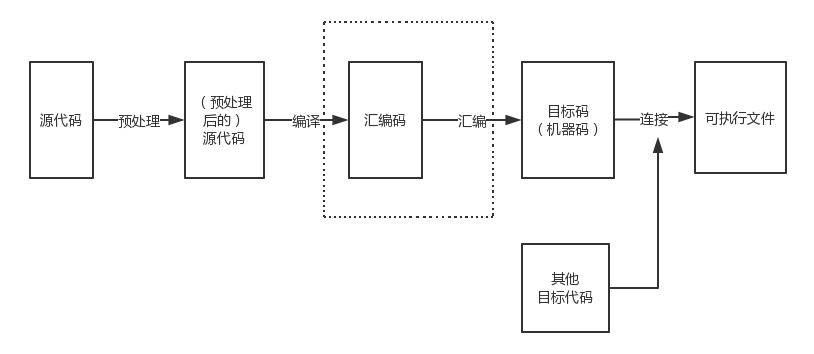 源代码
预处理
（预处理
后的）
源代码
编译
汇编码
汇编
目标码
（机器码）
连接
可执行文件
其他
目标代码